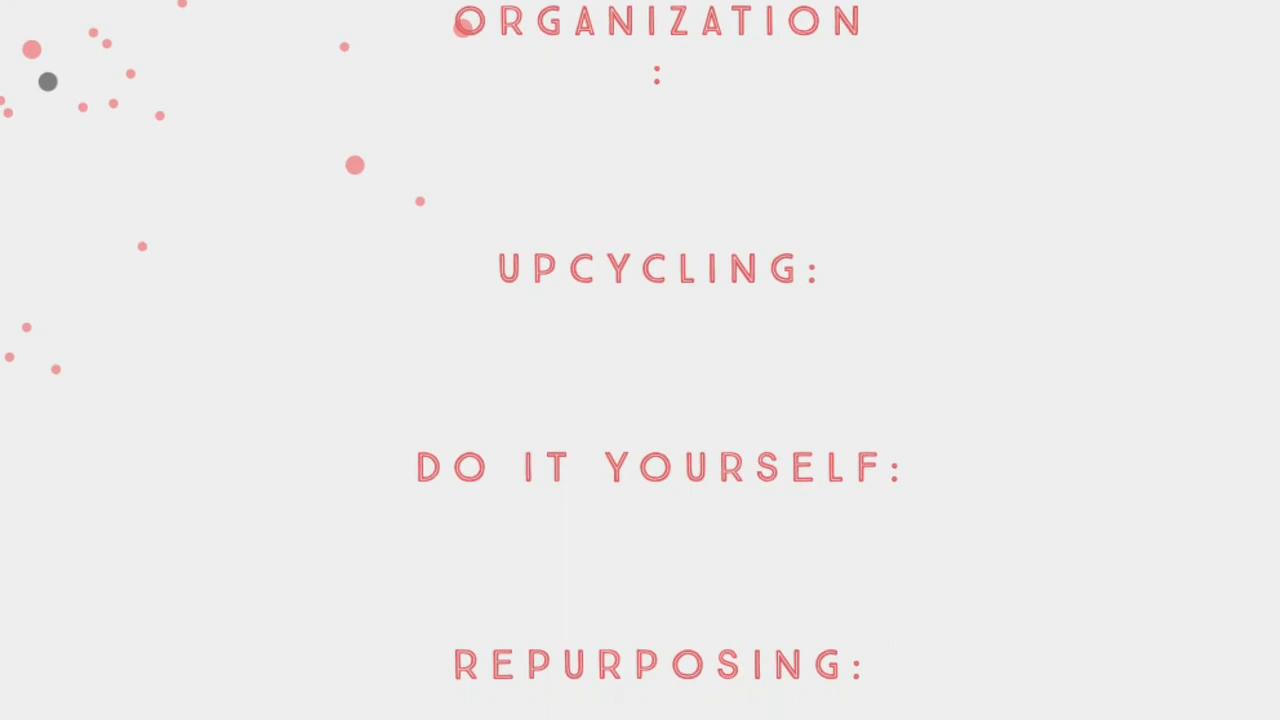 ORGANIZATION
:
UPCYCLING:
DO IT YOURSELF:
REPURPOSING: